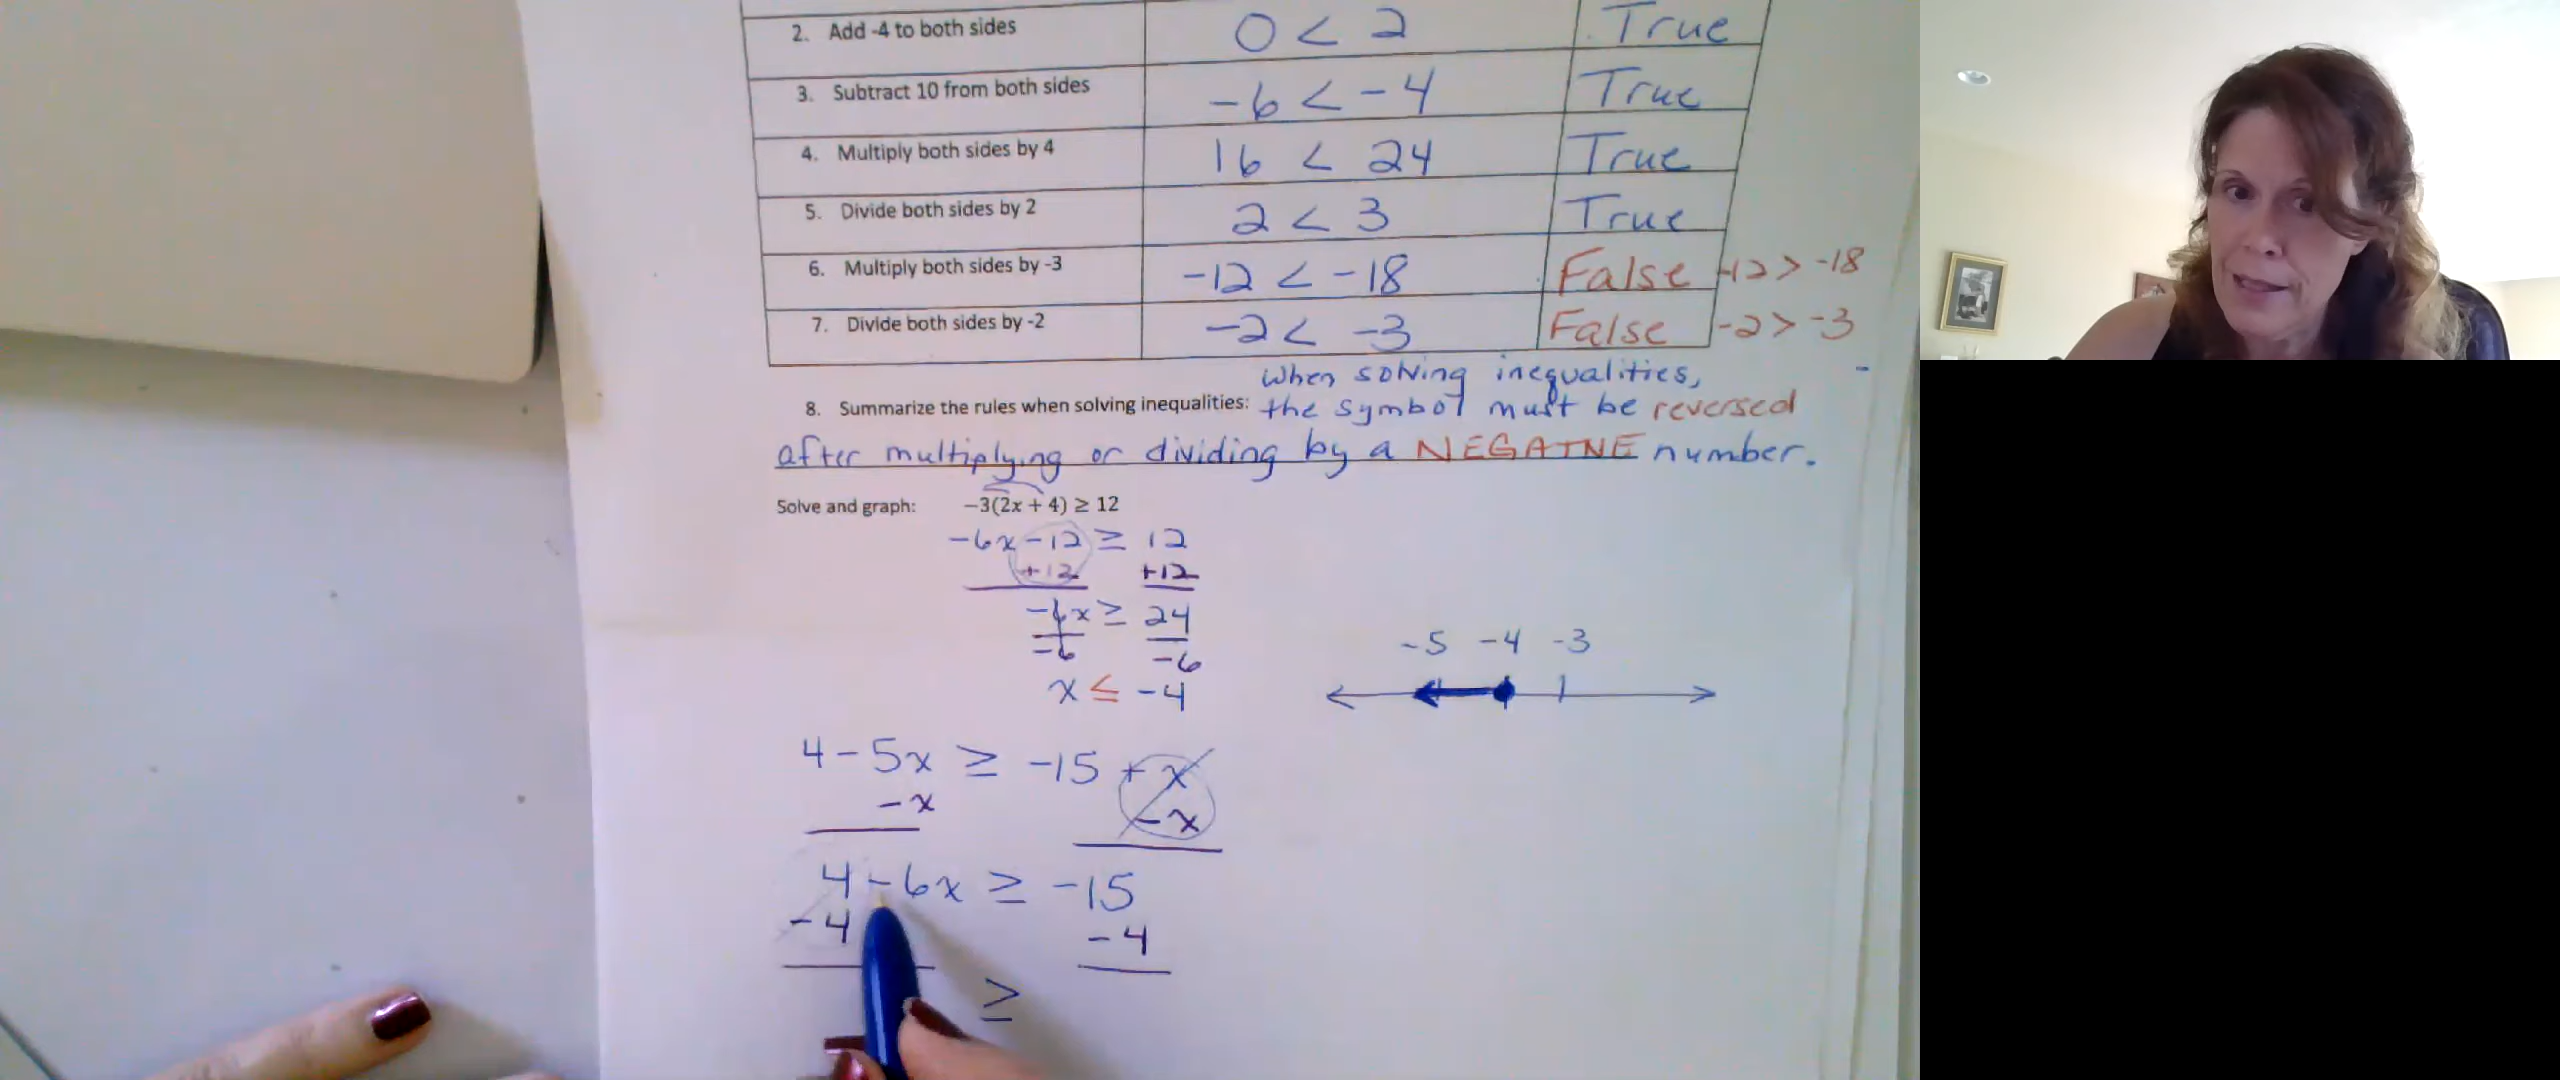 2. Add -4 to both sides 0 < 2 True
3. Subtract 10 from both sides -6 < -4 True
4. Multiply both sides by 4 16 < 24 True
5. Divide both sides by 2 2 < 3 True
6. Multiply both sides by -3 -12 < -18 False -12 > -18
7. Divide both sides by -2 -2 < -3 False -2 > -3
When solving inequalities,
8. Summarize the rules when solving inequalities: the symbol must be reversed
after multiplying or dividing by a NEGATIVE number.
Solve and graph: −3(2x + 4) ≥ 12
-6x - 12 ≥ 12
+12 +12
-6x ≥ 24
-6 -6
x ≤ -4
-5 -4 -3
4 - 5x ≥ -15 + x
-x -x
4 - 6x ≥ -15
-4 -4
≥